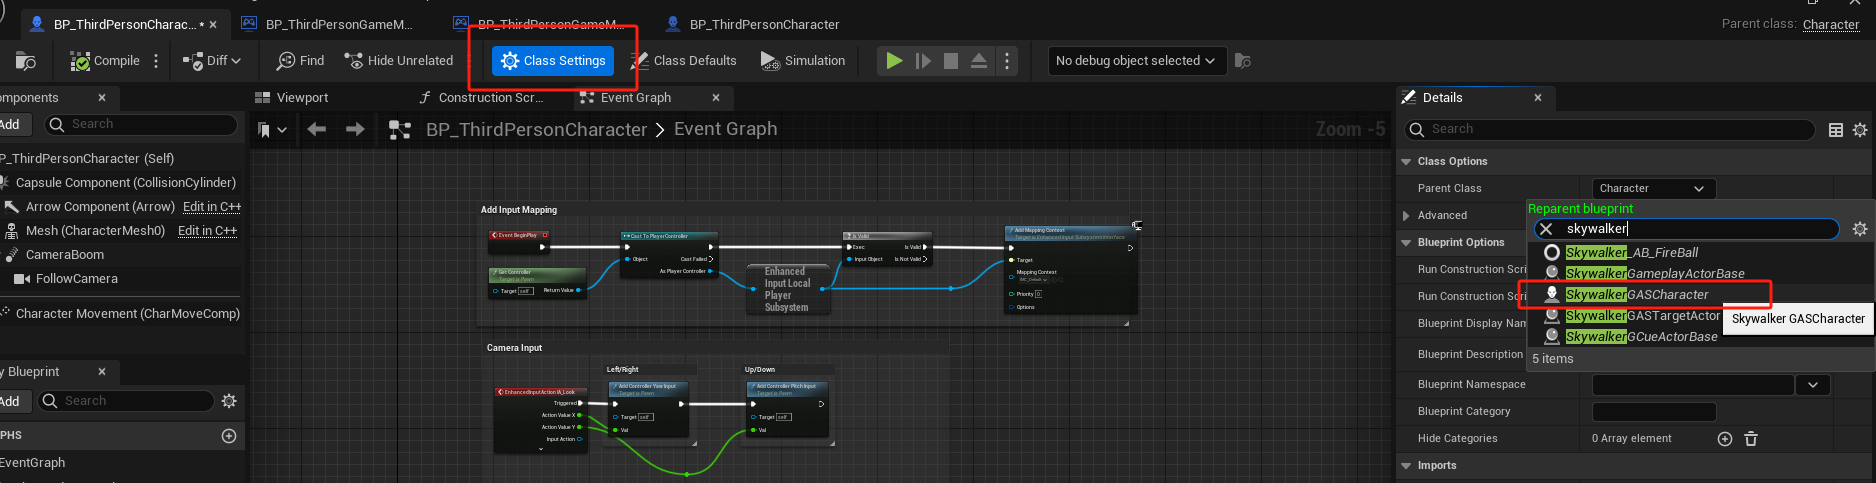 BP_ThirdPersonCharac...* BP_ThirdPersonGameM... BP_ThirdPersonGameM... BP_ThirdPersonCharacter Parent class: Character
Compile Diff Find Hide Unrelated Class Settings Class Defaults Simulation No debug object selected
omponents Viewport Construction Scr... Event Graph Details
Add Search BP_ThirdPersonCharacter > Event Graph Zoom -5 Search
BP_ThirdPersonCharacter (Self)
Capsule Component (CollisionCylinder)
Arrow Component (Arrow) Edit in C++
Mesh (CharacterMesh0) Edit in C++
CameraBoom
FollowCamera
Character Movement (CharMoveComp)
y Blueprint
Add Search
PHS
EventGraph
Add Input Mapping
Event BeginPlay
Get Controller
Target is Pawn
Target self Return Value
Cast To PlayerController
Object Cast Failed
As Player Controller
Enhanced
Input Local
Player
Subsystem
Is Valid
Exec Is Valid
Input Object Is Not Valid
Add Mapping Context
Target is Enhanced Input Subsystem Interface
Target
Mapping Context
IMC_Default
Priority 0
Options
Camera Input
Left/Right Up/Down
EnhancedInputAction IA_Look
Triggered
Action Value X
Action Value Y
Input Action
Add Controller Yaw Input
Target is Pawn
Target self
Val
Add Controller Pitch Input
Target is Pawn
Target self
Val
Class Options
Parent Class Character
Advanced
Reparent blueprint
skywalker
Skywalker_AB_FireBall
SkywalkerGameplayActorBase
SkywalkerGASCharacter
SkywalkerGASTargetActor
SkywalkerGCueActorBase
5 items
Skywalker GASCharacter
Blueprint Options
Run Construction Scri
Run Construction Scri
Blueprint Display Nam
Blueprint Description
Blueprint Namespace
Blueprint Category
Hide Categories 0 Array element
Imports